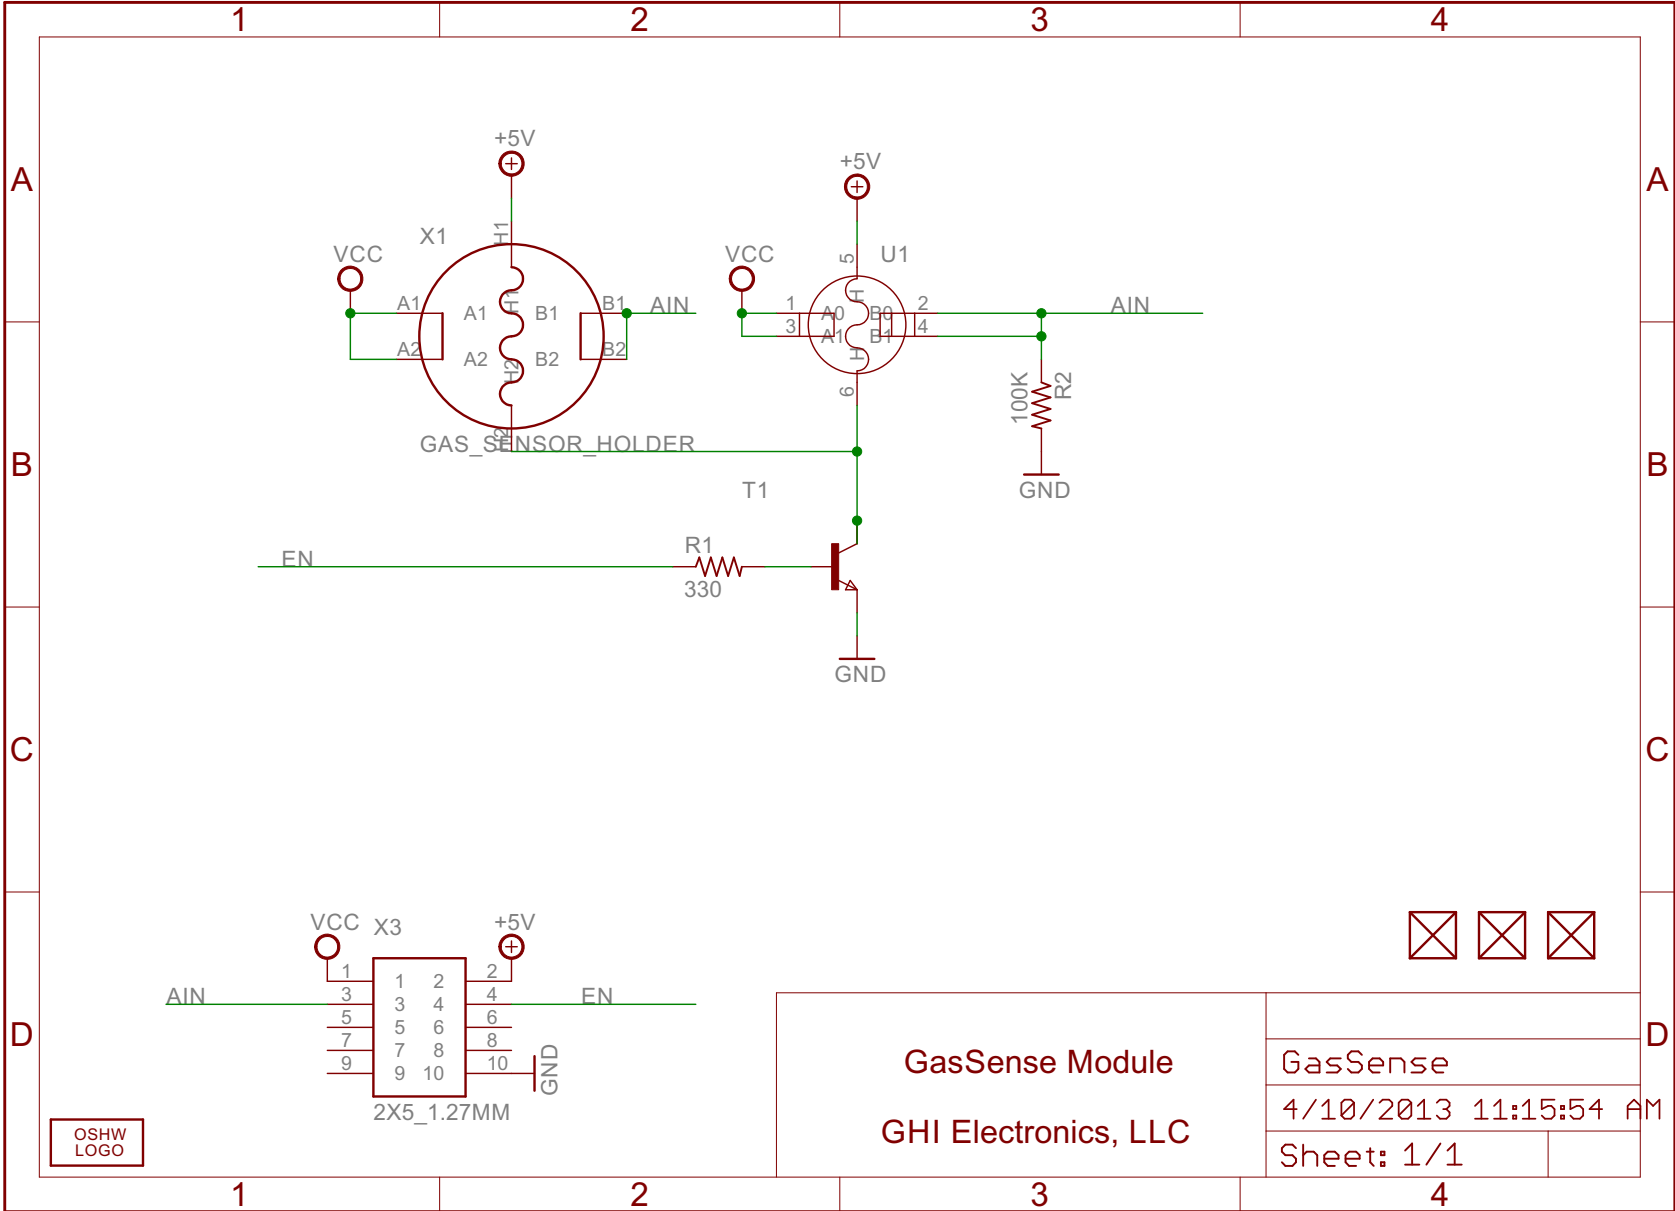 1 2 3 4
A A
B B
C C
D D
+5V
X1
H1
VCC
A1
A2
A1
A2
H1
H2
B1
B2
B1
B2
AIN
H2
GAS_SENSOR_HOLDER
+5V
U1
5
VCC
1
3
A0
A1
H
H
B0
B1
2
4
6
AIN
100K
R2
GND
T1
EN
R1
330
GND
VCC X3 +5V
1 1 2 2
AIN 3 3 4 4 EN
5 5 6 6
7 7 8 8
9 9 10 10
GND
2X5_1.27MM
OSHW
LOGO
GasSense Module
GHI Electronics, LLC
GasSense
4/10/2013 11:15:54 AM
Sheet: 1/1
1 2 3 4